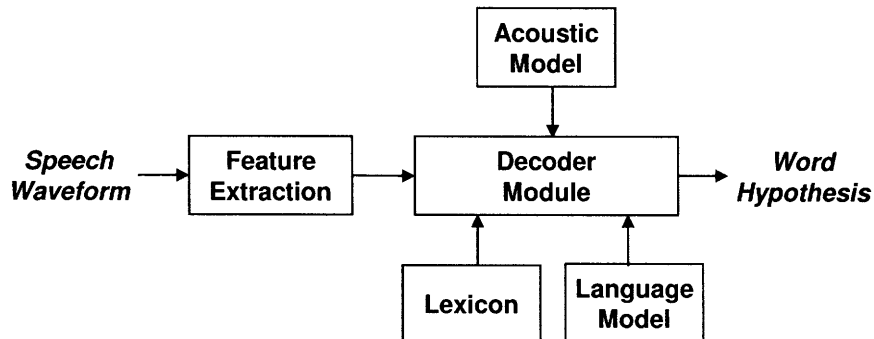 Acoustic
Model
Speech
Waveform
Feature
Extraction
Decoder
Module
Word
Hypothesis
Lexicon
Language
Model